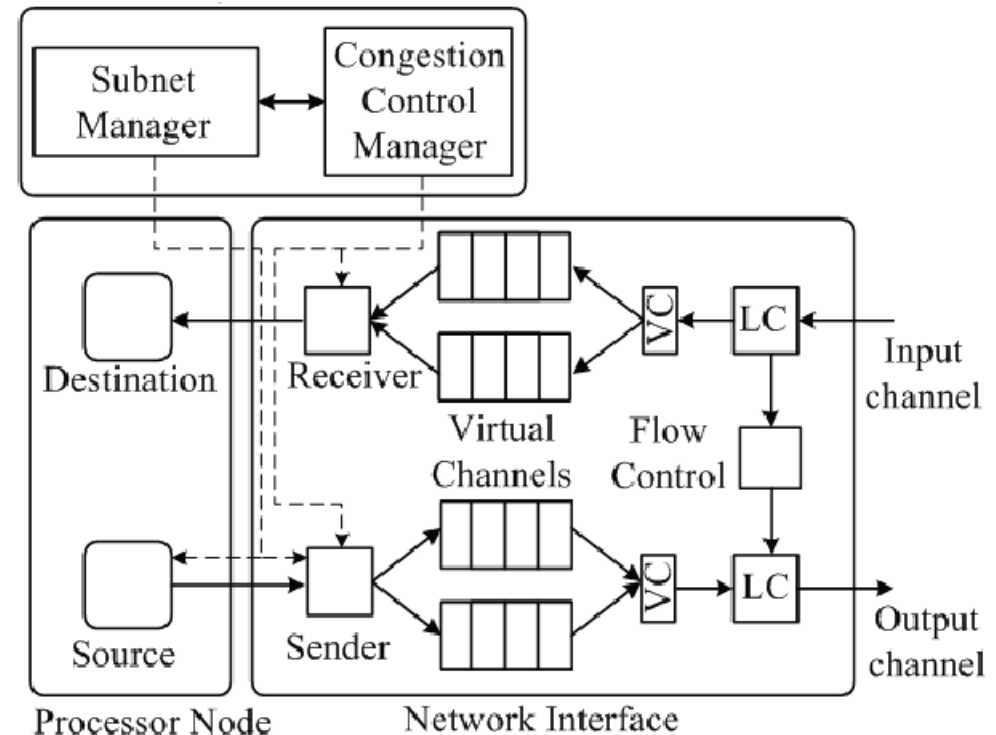 Subnet
Manager
Congestion
Control
Manager
Destination
Receiver
VC
LC
Input
channel
Virtual
Channels
Flow
Control
Source
Sender
VC
LC
Output
channel
Processor Node
Network Interface